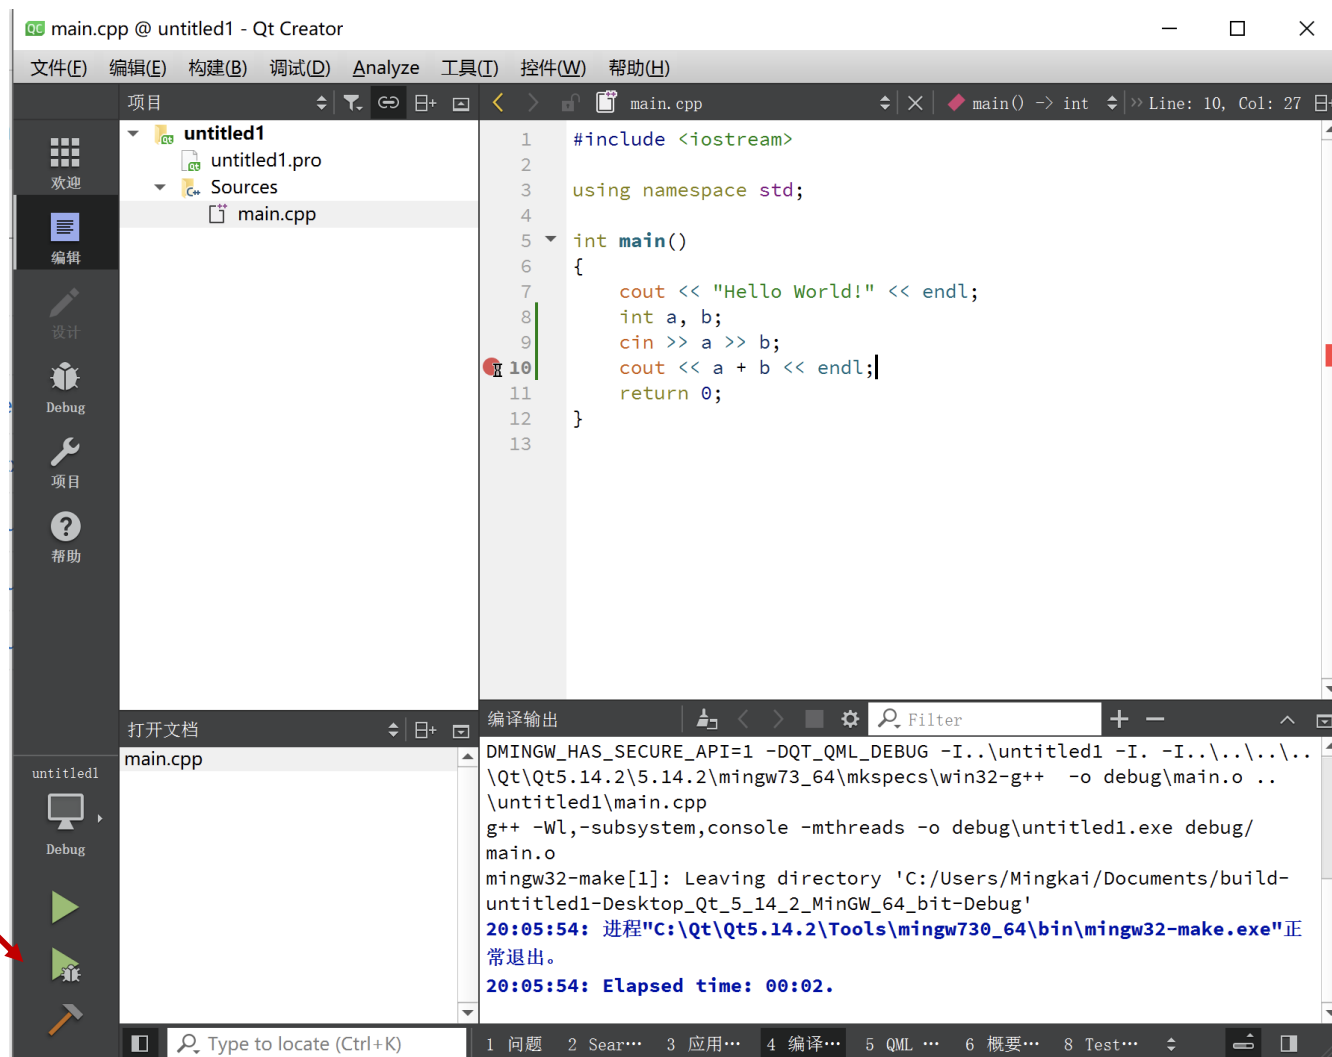 main.cpp @ untitled1 - Qt Creator
文件(F) 编辑(E) 构建(B) 调试(D) Analyze 工具(T) 控件(W) 帮助(H)
项目
main.cpp
main() -> int
Line: 10, Col: 27
欢迎
编辑
设计
Debug
项目
帮助
untitled1
untitled1.pro
Sources
main.cpp
1 #include <iostream>
2
3 using namespace std;
4
5 int main()
6 {
7 cout << "Hello World!" << endl;
8 int a, b;
9 cin >> a >> b;
10 cout << a + b << endl;
11 return 0;
12 }
13
打开文档
main.cpp
untitled1
Debug
编译输出
Filter
DMINGW_HAS_SECURE_API=1 -DQT_QML_DEBUG -I..\untitled1 -I. -I..\..\..\..
\Qt\Qt5.14.2\5.14.2\mingw73_64\mkspecs\win32-g++ -o debug\main.o ..
\untitled1\main.cpp
g++ -Wl,-subsystem,console -mthreads -o debug\untitled1.exe debug/
main.o
mingw32-make[1]: Leaving directory 'C:/Users/Mingkai/Documents/build-
untitled1-Desktop_Qt_5_14_2_MinGW_64_bit-Debug'
20:05:54: 进程"C:\Qt\Qt5.14.2\Tools\mingw730_64\bin\mingw32-make.exe"正
常退出。
20:05:54: Elapsed time: 00:02.
Type to locate (Ctrl+K)
1 问题 2 Sear… 3 应用… 4 编译… 5 QML … 6 概要… 8 Test…